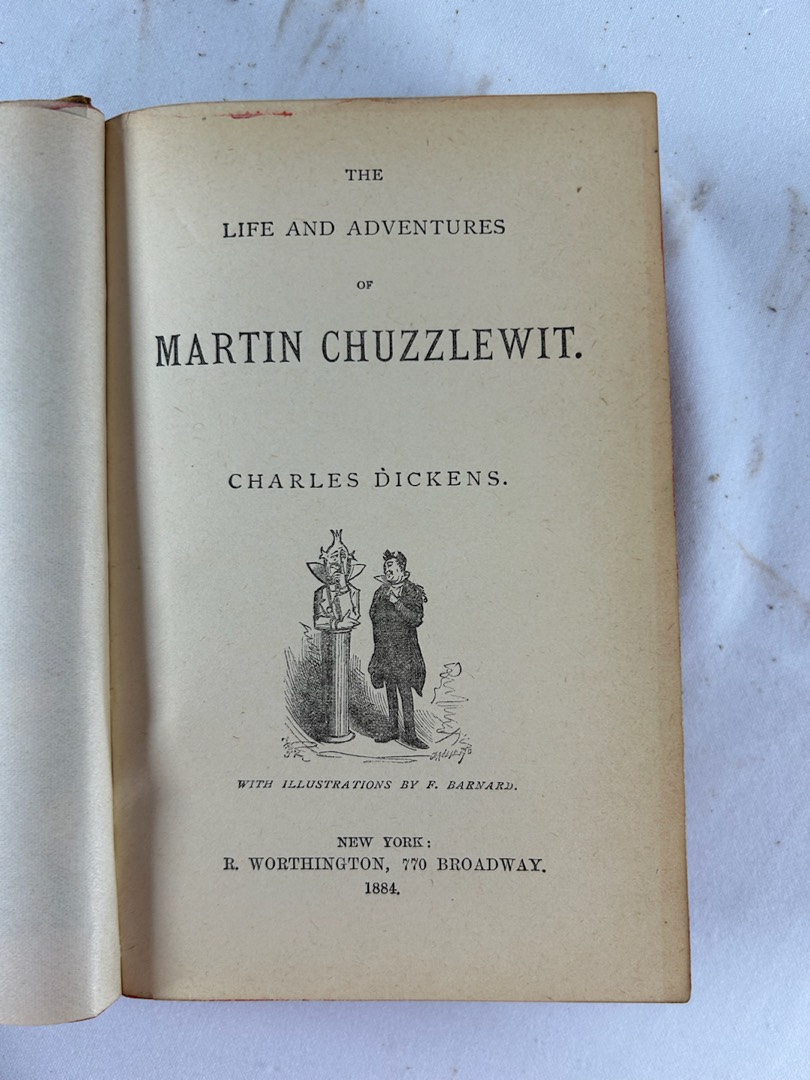 THE
LIFE AND ADVENTURES
OF
MARTIN CHUZZLEWIT.
CHARLES DICKENS.
WITH ILLUSTRATIONS BY F. BARNARD.
NEW YORK:
R. WORTHINGTON, 770 BROADWAY.
1884.